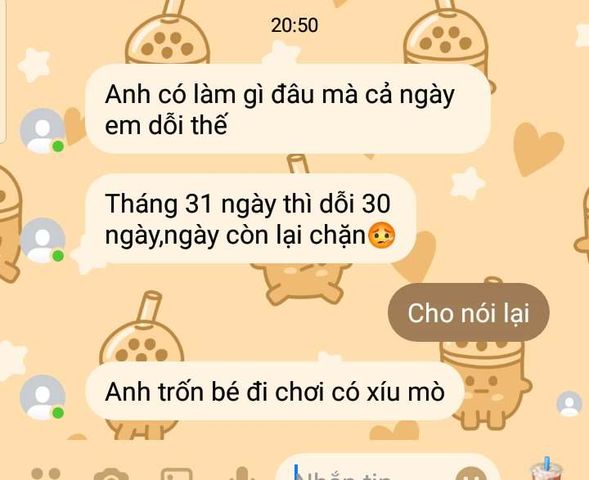 20:50
Anh có làm gì đâu mà cả ngày
em dỗi thế
Tháng 31 ngày thì dỗi 30
ngày,ngày còn lại chặn🥺
Cho nói lại
Anh trốn bé đi chơi có xíu mò
Nhắn tin